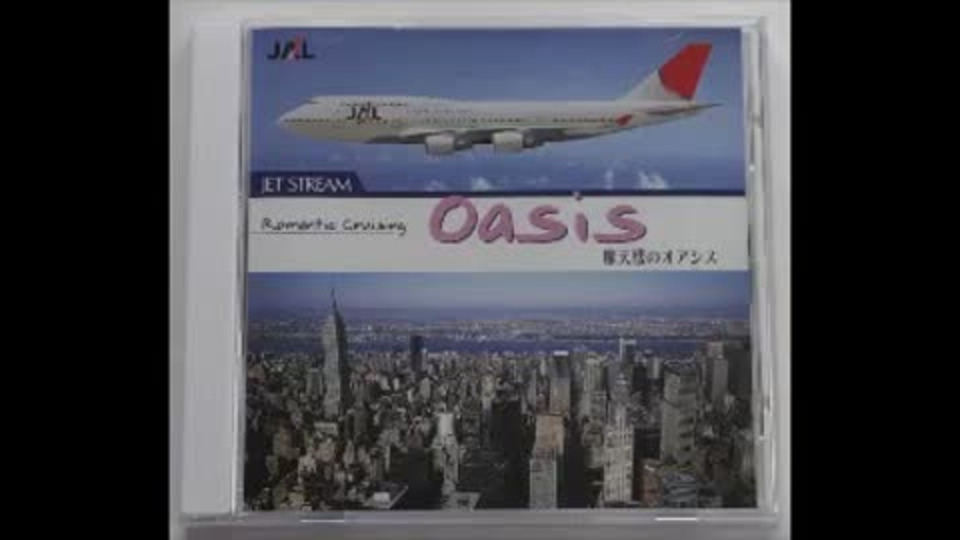 JAL
JAL
JET STREAM
Romantic Cruising
Oasis
摩天楼のオアシス